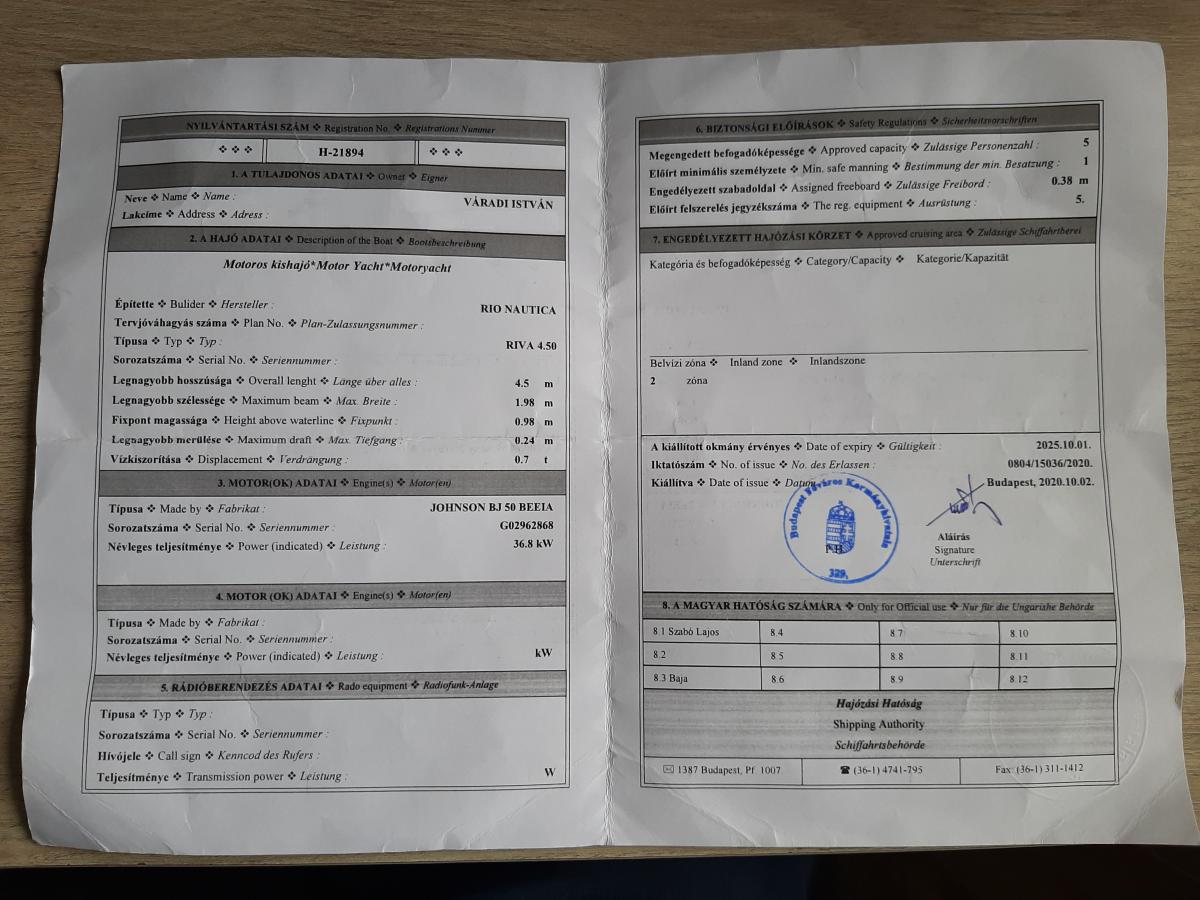 NYILVÁNTARTÁSI SZÁM ❖ Registration No. ❖ Registrations Nummer
❖ ❖ ❖ H-21894 ❖ ❖ ❖
1. A TULAJDONOS ADATAI ❖ Owner ❖ Eigner
Neve ❖ Name ❖ Name : VÁRADI ISTVÁN
Lakcíme ❖ Address ❖ Adress :
2. A HAJÓ ADATAI ❖ Description of the Boat ❖ Bootsbeschreibung
Motoros kishajó*Motor Yacht*Motoryacht
Építette ❖ Bulider ❖ Hersteller : RIO NAUTICA
Tervjóváhagyás száma ❖ Plan No. ❖ Plan-Zulassungsnummer :
Típusa ❖ Typ ❖ Typ : RIVA 4.50
Sorozatszáma ❖ Serial No. ❖ Seriennummer :
Legnagyobb hosszúsága ❖ Overall lenght ❖ Länge über alles : 4.5 m
Legnagyobb szélessége ❖ Maximum beam ❖ Max. Breite : 1.98 m
Fixpont magassága ❖ Height above waterline ❖ Fixpunkt : 0.98 m
Legnagyobb merülése ❖ Maximum draft ❖ Max. Tiefgang : 0.24 m
Vízkiszorítása ❖ Displacement ❖ Verdrängung : 0.7 t
3. MOTOR(OK) ADATAI ❖ Engine(s) ❖ Motor(en)
Típusa ❖ Made by ❖ Fabrikat : JOHNSON BJ 50 BEEIA
Sorozatszáma ❖ Serial No. ❖ Seriennummer : G02962868
Névleges teljesítménye ❖ Power (indicated) ❖ Leistung : 36.8 kW
4. MOTOR (OK) ADATAI ❖ Engine(s) ❖ Motor(en)
Típusa ❖ Made by ❖ Fabrikat :
Sorozatszáma ❖ Serial No. ❖ Seriennummer :
Névleges teljesítménye ❖ Power (indicated) ❖ Leistung : kW
5. RÁDIÓBERENDEZÉS ADATAI ❖ Rado equipment ❖ Radiofunk-Anlage
Típusa ❖ Typ ❖ Typ :
Sorozatszáma ❖ Serial No. ❖ Seriennummer :
Hívójele ❖ Call sign ❖ Kenncod des Rufers :
Teljesítménye ❖ Transmission power ❖ Leistung : W
6. BIZTONSÁGI ELŐÍRÁSOK ❖ Safety Regulations ❖ Sicherheitsvorschriften
Megengedett befogadóképessége ❖ Approved capacity ❖ Zulässige Personenzahl : 5
Előírt minimális személyzete ❖ Min. safe manning ❖ Bestimmung der min. Besatzung : 1
Engedélyezett szabadoldal ❖ Assigned freeboard ❖ Zulässige Freibord : 0.38 m
Előírt felszerelés jegyzékszáma ❖ The reg. equipment ❖ Ausrüstung : 5.
7. ENGEDÉLYEZETT HAJÓZÁSI KÖRZET ❖ Approved cruising area ❖ Zulässige Schiffahrtberei
Kategória és befogadóképesség ❖ Category/Capacity ❖ Kategorie/Kapazität
Belvízi zóna ❖ Inland zone ❖ Inlandszone
2 zóna
A kiállított okmány érvényes ❖ Date of expiry ❖ Gültigkeit : 2025.10.01.
Iktatószám ❖ No. of issue ❖ No. des Erlassen : 0804/15036/2020.
Kiállítva ❖ Date of issue ❖ Datum Budapest, 2020.10.02.
Budapest Főváros Kormányhivatala
P.H.
329.
Aláírás
Signature
Unterschrift
8. A MAGYAR HATÓSÁG SZÁMÁRA ❖ Only for Official use ❖ Nur für die Ungarishe Behörde
8.1 Szabó Lajos 8.4 8.7 8.10
8.2 8.5 8.8 8.11
8.3 Baja 8.6 8.9 8.12
Hajózási Hatóság
Shipping Authority
Schiffahrtsbehörde
✉ 1387 Budapest, Pf. 1007 ☎ (36-1) 4741-795 Fax: (36-1) 311-1412